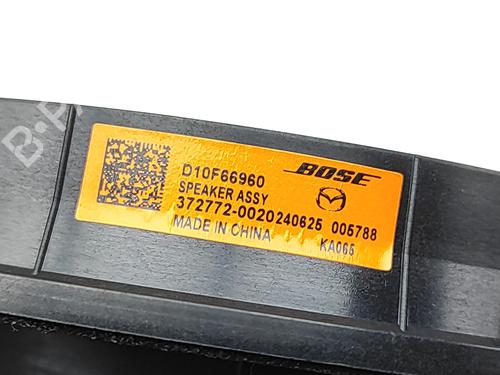 D10F66960
BOSE
SPEAKER ASSY
372772-0020240625 005788
MADE IN CHINA
KA065